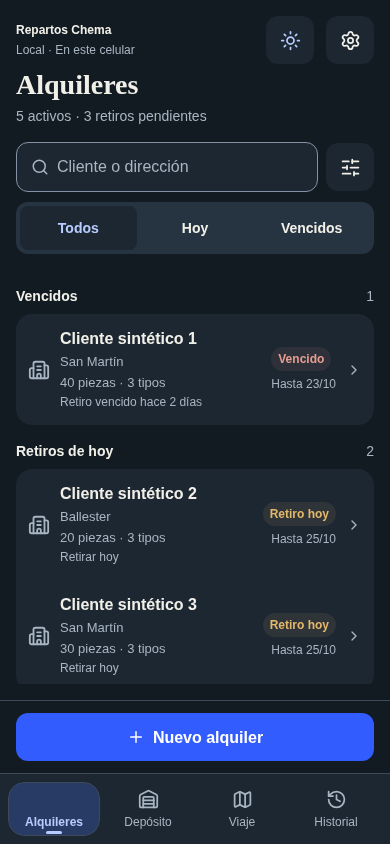 Repartos Chema
Local · En este celular
Alquileres
5 activos · 3 retiros pendientes
Cliente o dirección
Todos Hoy Vencidos
Vencidos 1
Cliente sintético 1
San Martín
40 piezas · 3 tipos
Retiro vencido hace 2 días
Vencido
Hasta 23/10
Retiros de hoy 2
Cliente sintético 2
Ballester
20 piezas · 3 tipos
Retirar hoy
Retiro hoy
Hasta 25/10
Cliente sintético 3
San Martín
30 piezas · 3 tipos
Retirar hoy
Retiro hoy
Hasta 25/10
Nuevo alquiler
Alquileres Depósito Viaje Historial